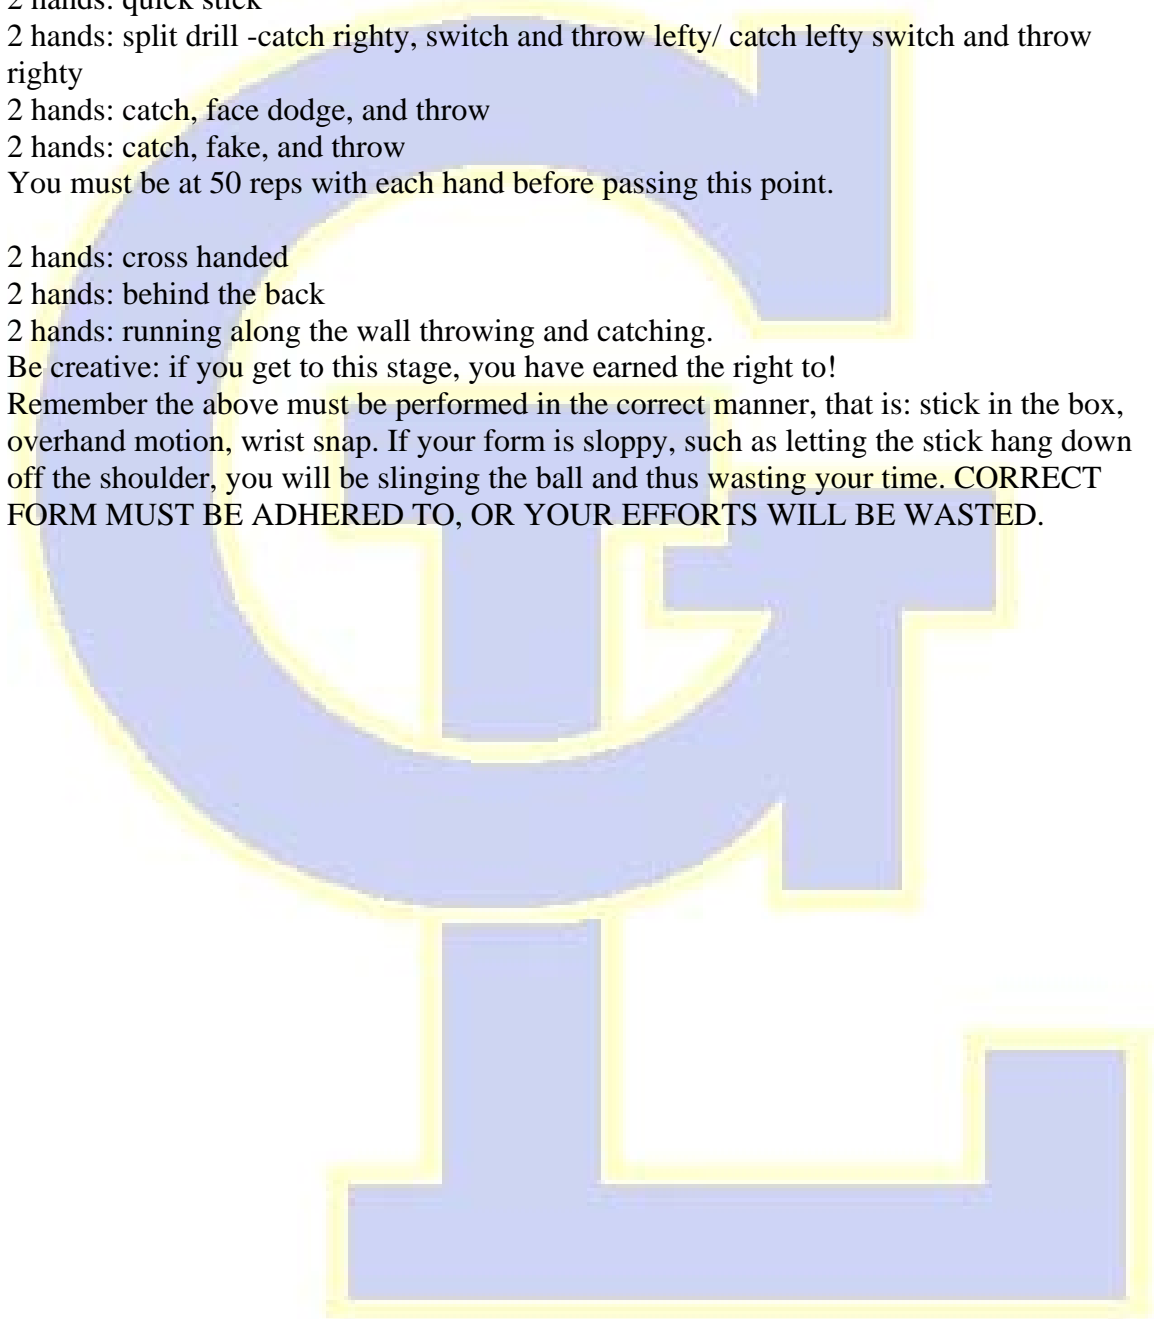 2 hands: quick stick
2 hands: split drill -catch righty, switch and throw lefty/ catch lefty switch and throw
righty
2 hands: catch, face dodge, and throw
2 hands: catch, fake, and throw
You must be at 50 reps with each hand before passing this point.
2 hands: cross handed
2 hands: behind the back
2 hands: running along the wall throwing and catching.
Be creative: if you get to this stage, you have earned the right to!
Remember the above must be performed in the correct manner, that is: stick in the box,
overhand motion, wrist snap. If your form is sloppy, such as letting the stick hang down
off the shoulder, you will be slinging the ball and thus wasting your time. CORRECT
FORM MUST BE ADHERED TO, OR YOUR EFFORTS WILL BE WASTED.